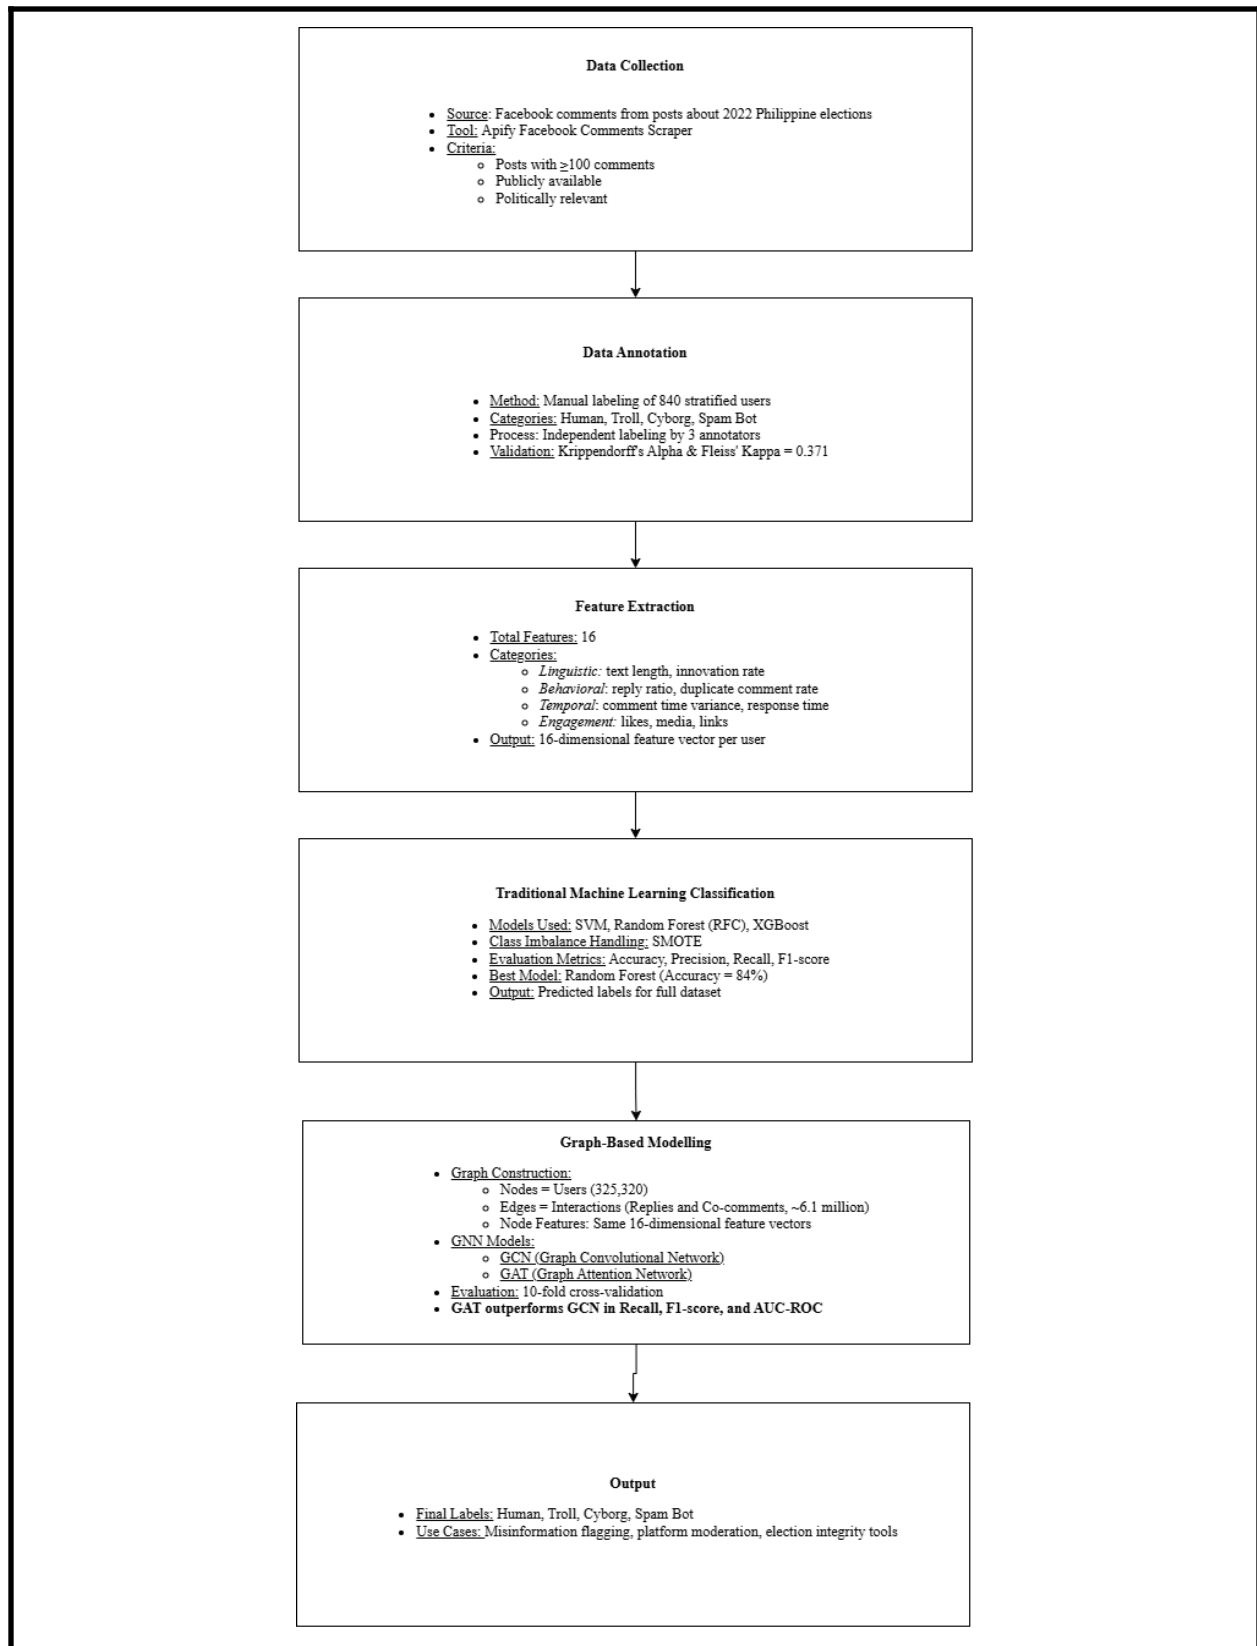 Data Collection
Source: Facebook comments from posts about 2022 Philippine elections
Tool: Apify Facebook Comments Scraper
Criteria:
Posts with ≥100 comments
Publicly available
Politically relevant
Data Annotation
Method: Manual labeling of 840 stratified users
Categories: Human, Troll, Cyborg, Spam Bot
Process: Independent labeling by 3 annotators
Validation: Krippendorff's Alpha & Fleiss' Kappa = 0.371
Feature Extraction
Total Features: 16
Categories:
Linguistic: text length, innovation rate
Behavioral: reply ratio, duplicate comment rate
Temporal: comment time variance, response time
Engagement: likes, media, links
Output: 16-dimensional feature vector per user
Traditional Machine Learning Classification
Models Used: SVM, Random Forest (RFC), XGBoost
Class Imbalance Handling: SMOTE
Evaluation Metrics: Accuracy, Precision, Recall, F1-score
Best Model: Random Forest (Accuracy = 84%)
Output: Predicted labels for full dataset
Graph-Based Modelling
Graph Construction:
Nodes = Users (325,320)
Edges = Interactions (Replies and Co-comments, ~6.1 million)
Node Features: Same 16-dimensional feature vectors
GNN Models:
GCN (Graph Convolutional Network)
GAT (Graph Attention Network)
Evaluation: 10-fold cross-validation
GAT outperforms GCN in Recall, F1-score, and AUC-ROC
Output
Final Labels: Human, Troll, Cyborg, Spam Bot
Use Cases: Misinformation flagging, platform moderation, election integrity tools